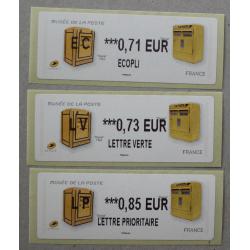 MUSÉE DE LA POSTE
EC
***0,71 EUR
ECOPLI
FRANCE
MUSÉE DE LA POSTE
LV
***0,73 EUR
LETTRE VERTE
FRANCE
MUSÉE DE LA POSTE
LP
***0,85 EUR
LETTRE PRIORITAIRE
FRANCE